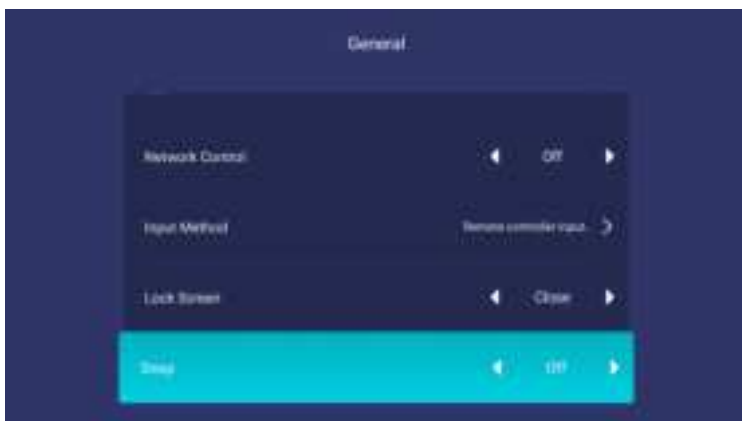 General
Network Control Off
Input Method Remote controller input
Lock Screen Close
Sleep Off